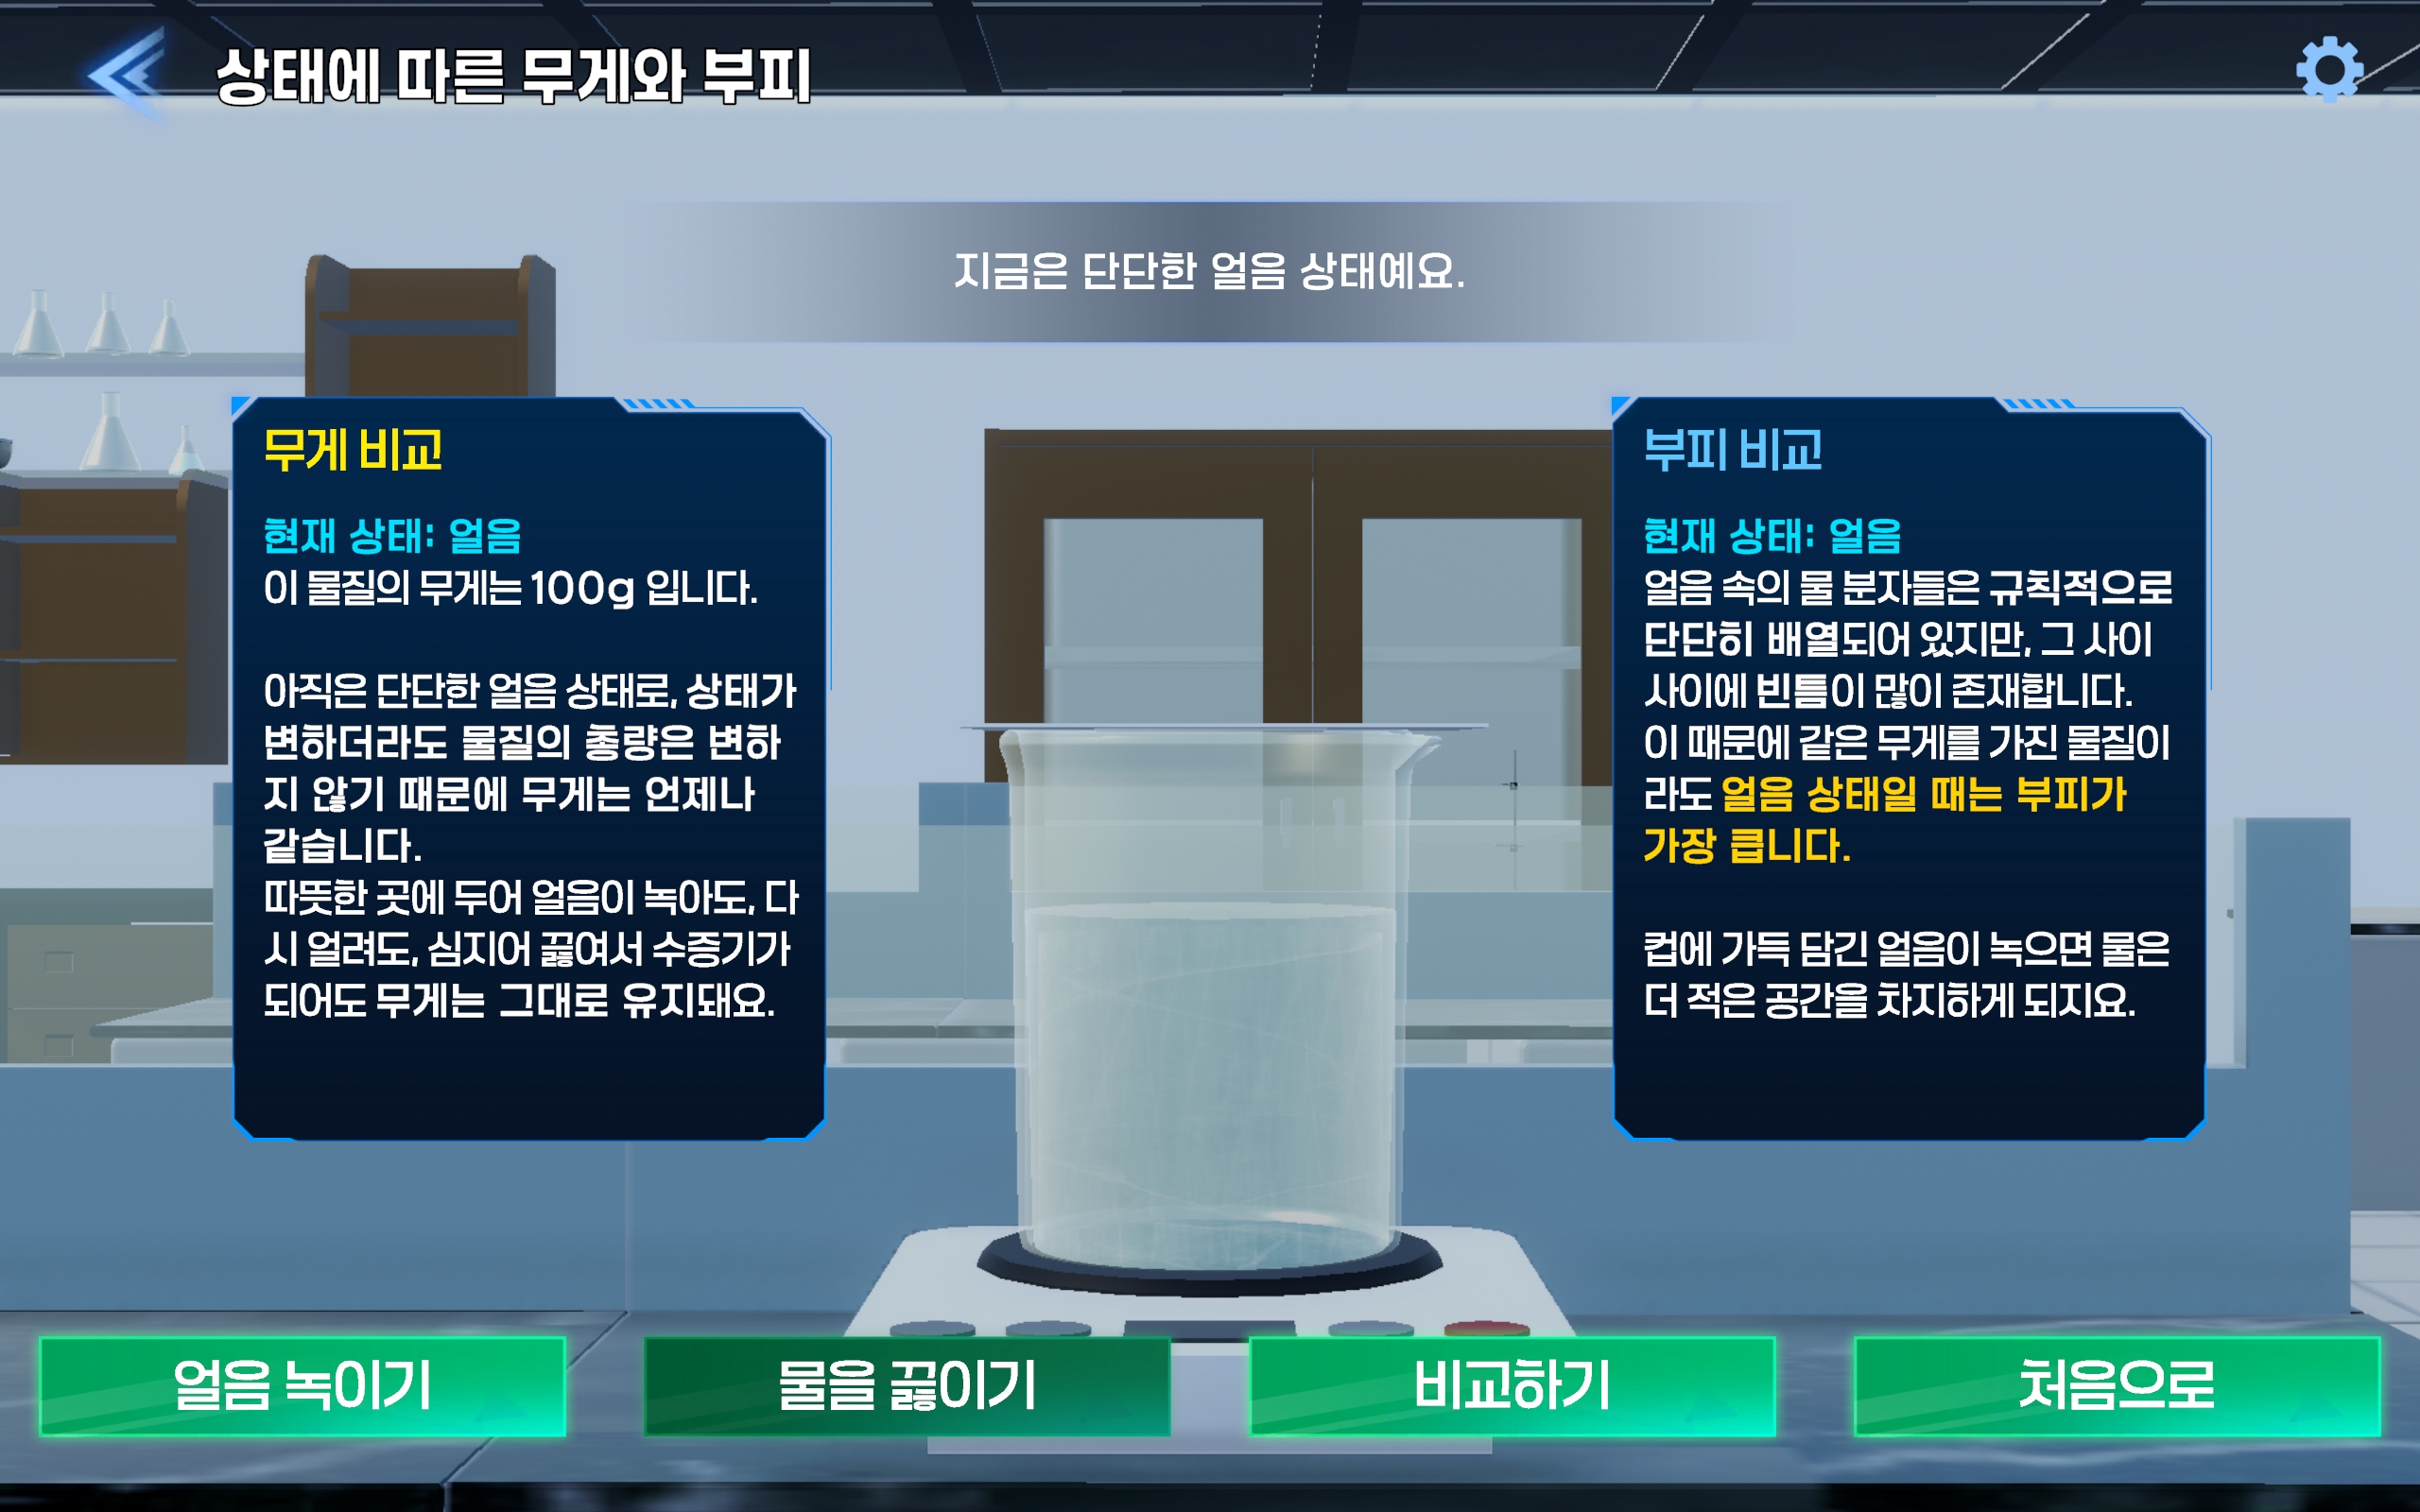 상태에 따른 무게와 부피
지금은 단단한 얼음 상태예요.
무게 비교
현재 상태: 얼음
이 물질의 무게는 100g 입니다.
아직은 단단한 얼음 상태로, 상태가
변하더라도 물질의 총량은 변하
지 않기 때문에 무게는 언제나
같습니다.
따뜻한 곳에 두어 얼음이 녹아도, 다
시 얼려도, 심지어 끓여서 수증기가
되어도 무게는 그대로 유지돼요.
부피 비교
현재 상태: 얼음
얼음 속의 물 분자들은 규칙적으로
단단히 배열되어 있지만, 그 사이
사이에 빈틈이 많이 존재합니다.
이 때문에 같은 무게를 가진 물질이
라도 얼음 상태일 때는 부피가
가장 큽니다.
컵에 가득 담긴 얼음이 녹으면 물은
더 적은 공간을 차지하게 되지요.
얼음 녹이기
물을 끓이기
비교하기
처음으로